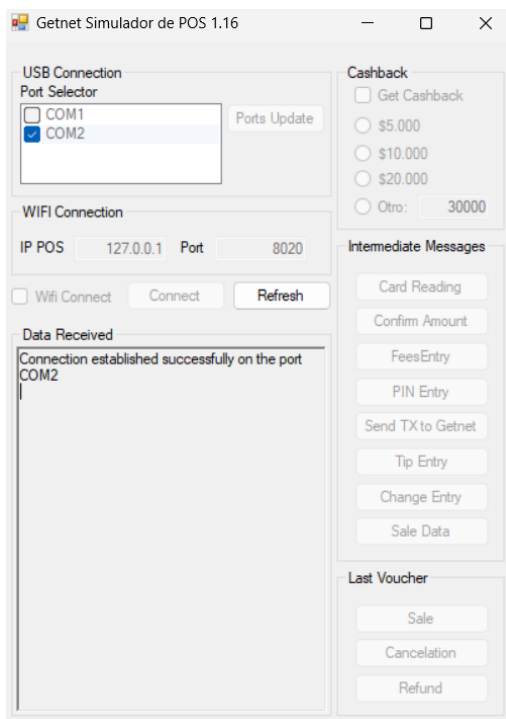 Getnet Simulador de POS 1.16
USB Connection
Port Selector
COM1
COM2
Ports Update
WIFI Connection
IP POS 127.0.0.1 Port 8020
Wifi Connect Connect Refresh
Data Received
Connection established successfully on the port
COM2
Cashback
Get Cashback
$5.000
$10.000
$20.000
Otro: 30000
Intermediate Messages
Card Reading
Confirm Amount
FeesEntry
PIN Entry
Send TX to Getnet
Tip Entry
Change Entry
Sale Data
Last Voucher
Sale
Cancelation
Refund